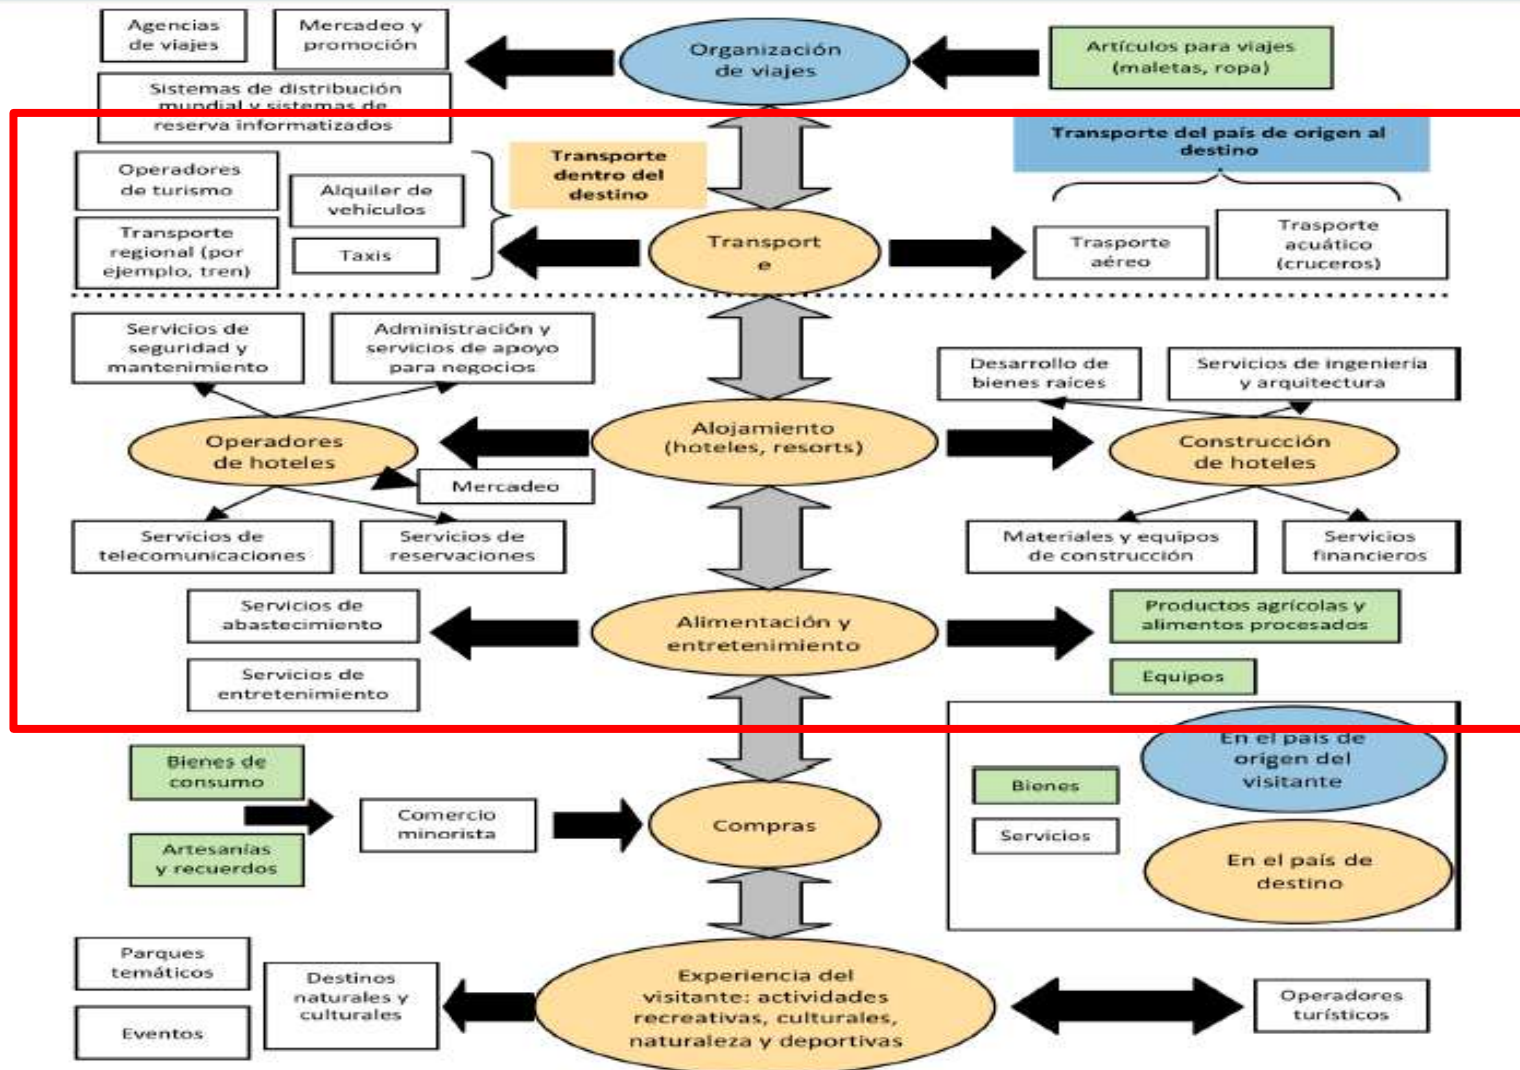 Agencias
de viajes
Mercadeo y
promoción
Organización
de viajes
Artículos para viajes
(maletas, ropa)
Sistemas de distribución
mundial y sistemas de
reserva informatizados
Transporte
dentro del
destino
Transporte del país de origen al
destino
Operadores
de turismo
Alquiler de
vehículos
Transporte
regional (por
ejemplo, tren)
Taxis
Transport
e
Trasporte
aéreo
Trasporte
acuático
(cruceros)
Servicios de
seguridad y
mantenimiento
Administración y
servicios de apoyo
para negocios
Desarrollo de
bienes raíces
Servicios de ingeniería
y arquitectura
Operadores
de hoteles
Alojamiento
(hoteles, resorts)
Construcción
de hoteles
Mercadeo
Servicios de
telecomunicaciones
Servicios de
reservaciones
Materiales y equipos
de construcción
Servicios
financieros
Servicios de
abastecimiento
Alimentación y
entretenimiento
Productos agrícolas y
alimentos procesados
Servicios de
entretenimiento
Equipos
Bienes de
consumo
Artesanías
y recuerdos
Comercio
minorista
Compras
Bienes
Servicios
En el país de
origen del
visitante
En el país de
destino
Parques
temáticos
Eventos
Destinos
naturales y
culturales
Experiencia del
visitante: actividades
recreativas, culturales,
naturaleza y deportivas
Operadores
turísticos